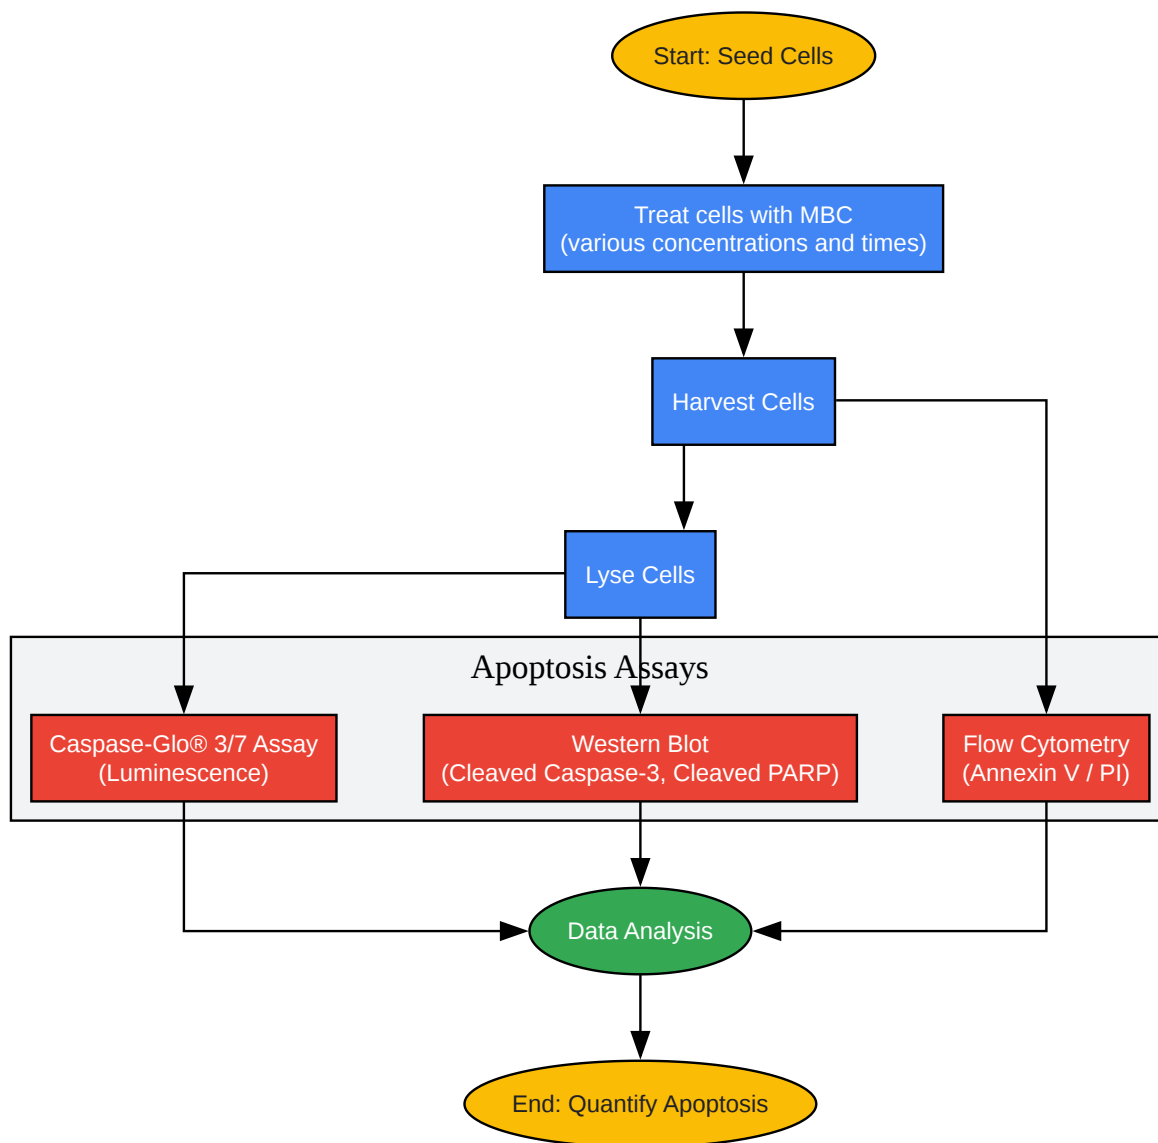 Start: Seed Cells
Treat cells with MBC
(various concentrations and times)
Harvest Cells
Lyse Cells
Apoptosis Assays
Caspase-Glo® 3/7 Assay
(Luminescence)
Western Blot
(Cleaved Caspase-3, Cleaved PARP)
Flow Cytometry
(Annexin V / PI)
Data Analysis
End: Quantify Apoptosis